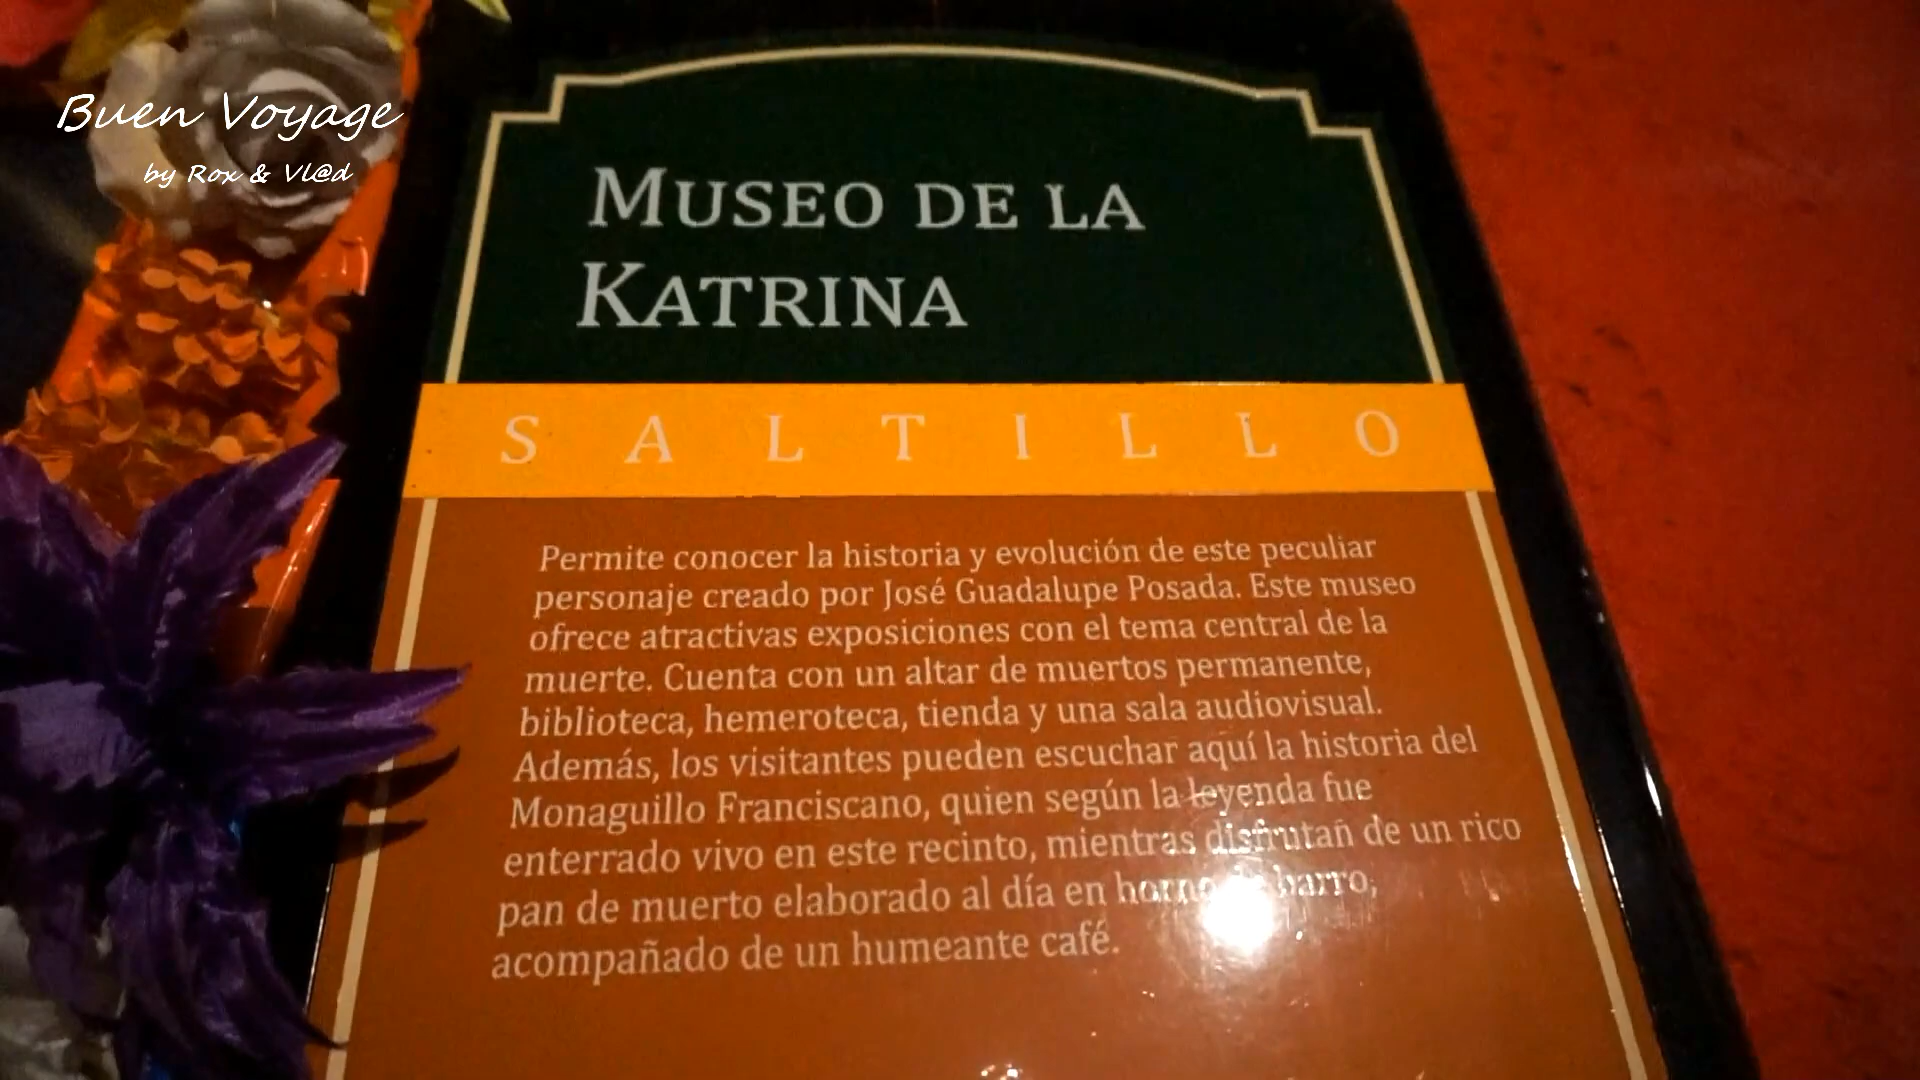 Buen Voyage
by Rox & Vl@d
MUSEO DE LA
KATRINA
SALTILLO
Permite conocer la historia y evolución de este peculiar
personaje creado por José Guadalupe Posada. Este museo
ofrece atractivas exposiciones con el tema central de la
muerte. Cuenta con un altar de muertos permanente,
biblioteca, hemeroteca, tienda y una sala audiovisual.
Además, los visitantes pueden escuchar aquí la historia del
Monaguillo Franciscano, quien según la leyenda fue
enterrado vivo en este recinto, mientras disfrutan de un rico
pan de muerto elaborado al día en horno de barro,
acompañado de un humeante café.